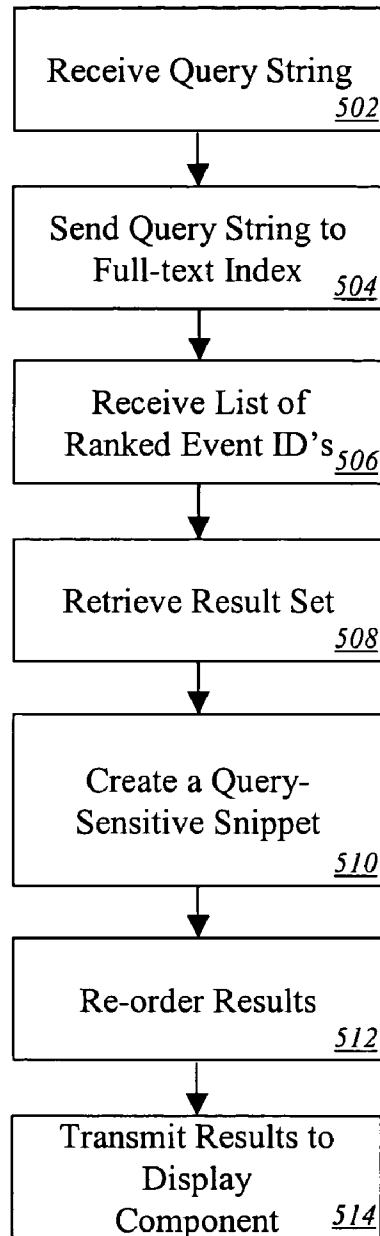 Receive Query String
502
Send Query String to
Full-text Index
504
Receive List of
Ranked Event ID's
506
Retrieve Result Set
508
Create a Query-
Sensitive Snippet
510
Re-order Results
512
Transmit Results to
Display
Component
514